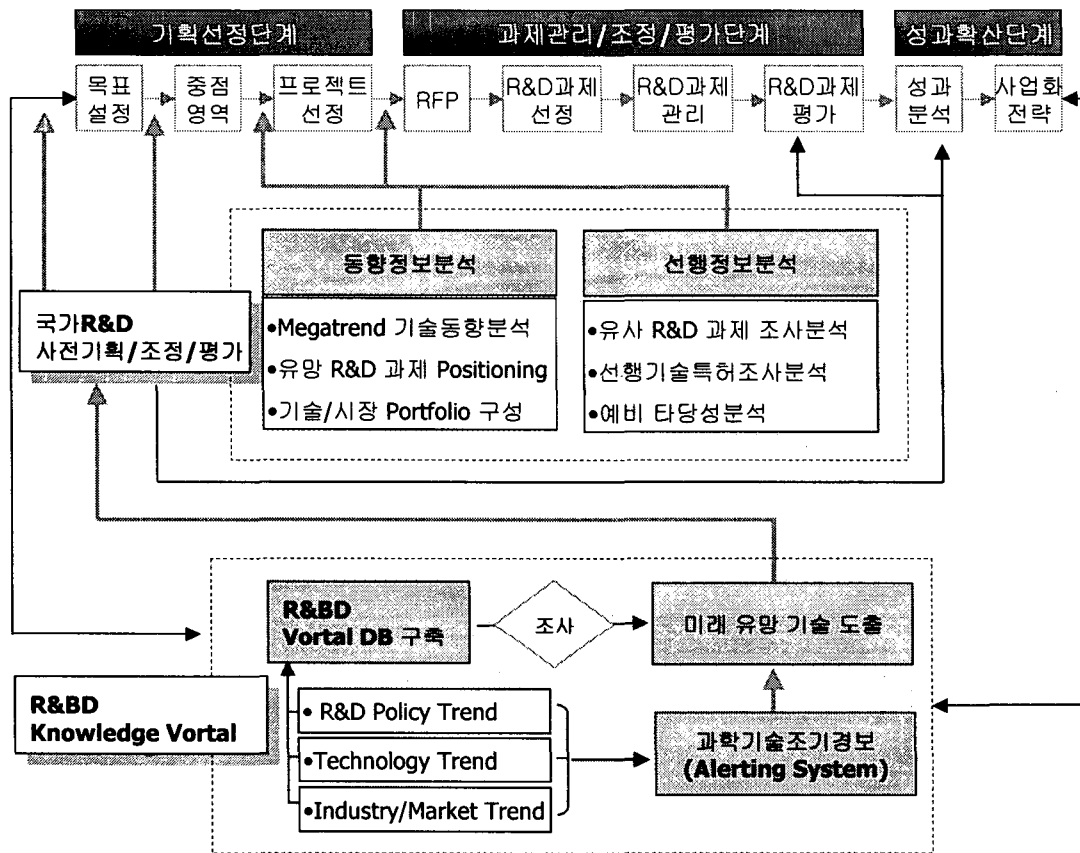 기획선정단계
과제관리/조정/평가단계
성과확산단계
목표
설정
중점
영역
프로젝트
선정
RFP
R&D과제
선정
R&D과제
관리
R&D과제
평가
성과
분석
사업화
전략
동향정보분석
•Megatrend 기술동향분석
•유망 R&D 과제 Positioning
•기술/시장 Portfolio 구성
선행정보분석
•유사 R&D 과제 조사분석
•선행기술특허조사분석
•예비 타당성분석
국가R&D
사전기획/조정/평가
R&BD
Vortal DB 구축
조사
미래 유망 기술 도출
R&BD
Knowledge Vortal
• R&D Policy Trend
•Technology Trend
•Industry/Market Trend
과학기술조기경보
(Alerting System)